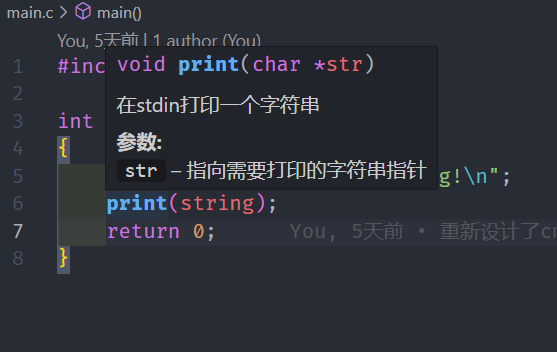 main.c > main()
You, 5天前 | 1 author (You)
1 #inc
void print(char *str)
2
在stdin打印一个字符串
3 int
参数:
4 {
str – 指向需要打印的字符串指针
5 g!\n";
6 print(string);
7 return 0; You, 5天前 • 重新设计了
8 }